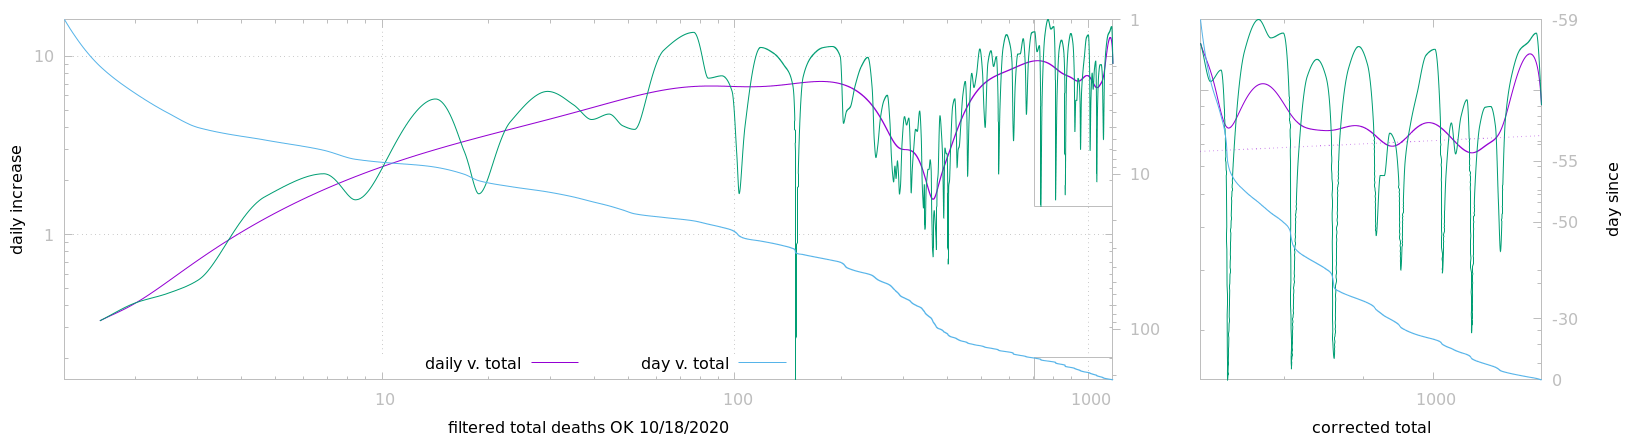 10
1
daily increase
1
10
100
daily v. total
day v. total
10
100
1000
filtered total deaths OK 10/18/2020
-59
-55
-50
-30
0
day since
1000
corrected total